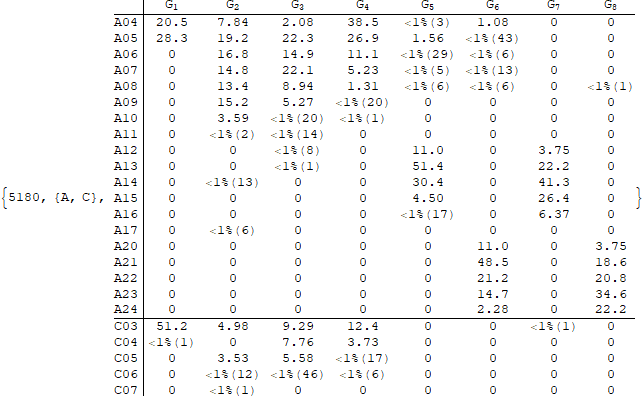 G₁ G₂ G₃ G₄ G₅ G₆ G₇ G₈
A04 20.5 7.84 2.08 38.5 <1%(3) 1.08 0 0
A05 28.3 19.2 22.3 26.9 1.56 <1%(43) 0 0
A06 0 16.8 14.9 11.1 <1%(29) <1%(6) 0 0
A07 0 14.8 22.1 5.23 <1%(5) <1%(13) 0 0
A08 0 13.4 8.94 1.31 <1%(6) <1%(6) 0 <1%(1)
A09 0 15.2 5.27 <1%(20) 0 0 0 0
A10 0 3.59 <1%(20) <1%(1) 0 0 0 0
A11 0 <1%(2) <1%(14) 0 0 0 0 0
A12 0 0 <1%(8) 0 11.0 0 3.75 0
A13 0 0 <1%(1) 0 51.4 0 22.2 0
A14 0 <1%(13) 0 0 30.4 0 41.3 0
{5180, {A, C}, A15 0 0 0 0 4.50 0 26.4 0 }
A16 0 0 0 0 <1%(17) 0 6.37 0
A17 0 <1%(6) 0 0 0 0 0 0
A20 0 0 0 0 0 11.0 0 3.75
A21 0 0 0 0 0 48.5 0 18.6
A22 0 0 0 0 0 21.2 0 20.8
A23 0 0 0 0 0 14.7 0 34.6
A24 0 0 0 0 0 2.28 0 22.2
C03 51.2 4.98 9.29 12.4 0 0 <1%(1) 0
C04 <1%(1) 0 7.76 3.73 0 0 0 0
C05 0 3.53 5.58 <1%(17) 0 0 0 0
C06 0 <1%(12) <1%(46) <1%(6) 0 0 0 0
C07 0 <1%(1) 0 0 0 0 0 0